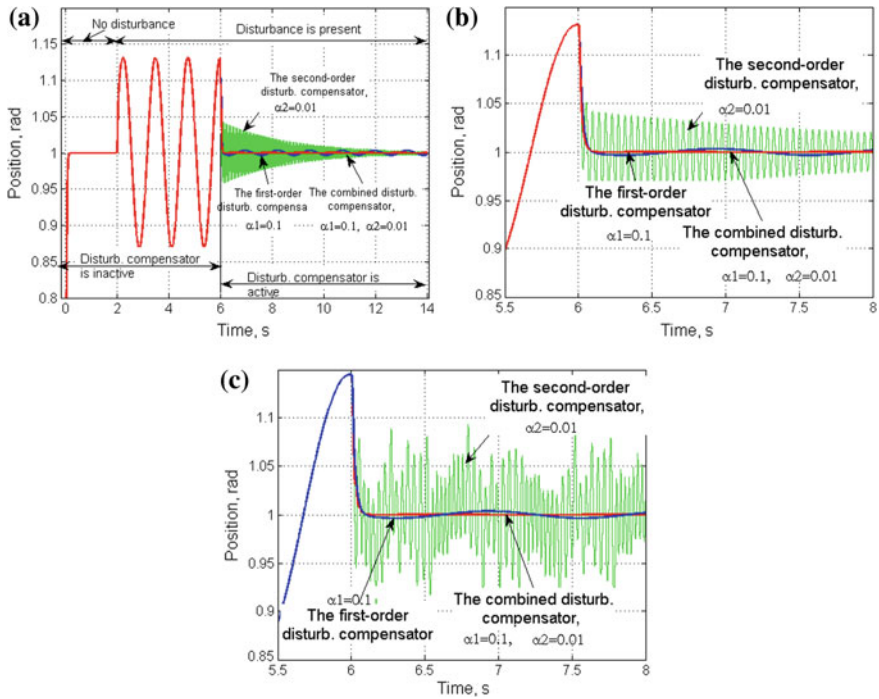 (a)
No disturbance
Disturbance is present
1.15
1.1
1.05
1
0.95
0.9
0.85
0.8
Position, rad
The second-order
disturb. compensator,
α2=0.01
The first-order
disturb. compensa
α1=0.1
The combined disturb.
compensator,
α1=0.1, α2=0.01
Disturb. compensator
is inactive
Disturb. compensator is
active
0 2 4 6 8 10 12 14
Time, s
(b)
1.1
1.05
1
0.95
0.9
0.85
Position, rad
The second-order
disturb. compensator,
α2=0.01
The first-order
disturb. compensator
α1=0.1
The combined disturb.
compensator,
α1=0.1, α2=0.01
5.5 6 6.5 7 7.5 8
Time, s
(c)
1.1
1.05
1
0.95
0.9
0.85
Position, rad
The second-order
disturb. compensator,
α2=0.01
α1=0.1
The first-order
disturb. compensator
The combined disturb.
compensator,
α1=0.1, α2=0.01
5.5 6 6.5 7 7.5 8
Time, s